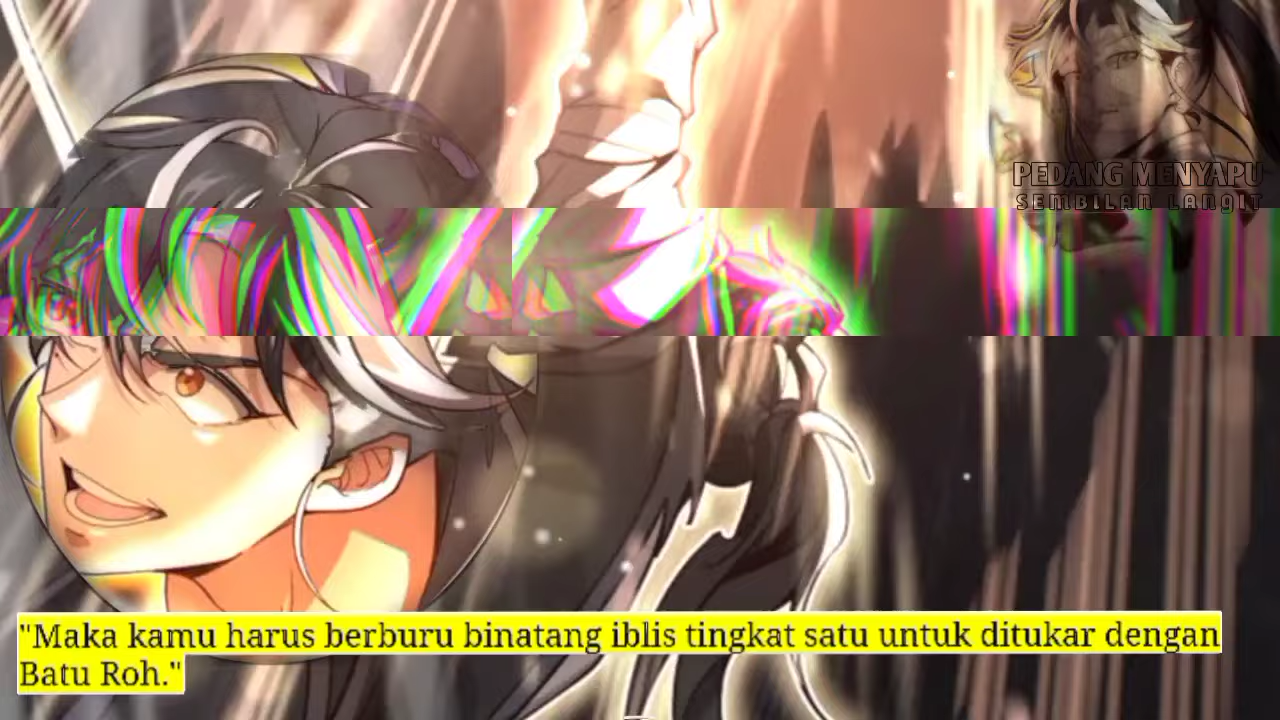 PEDANG MENYAPU
SEMBILAN LANGIT
"Maka kamu harus berburu binatang iblis tingkat satu untuk ditukar dengan
Batu Roh."